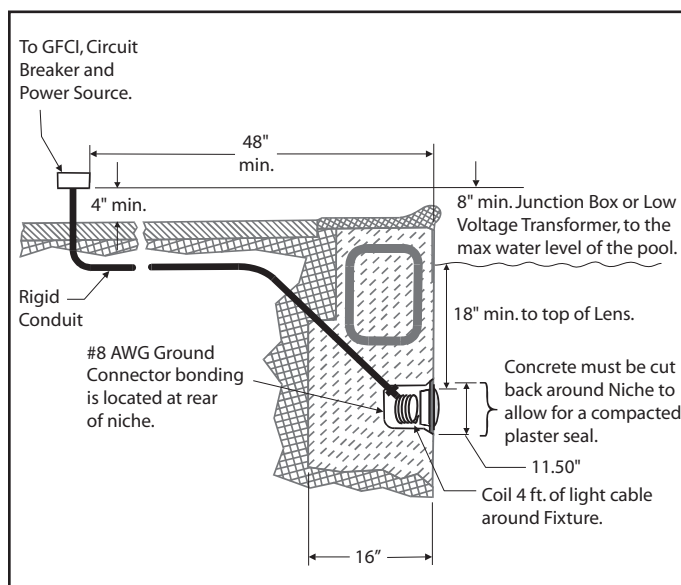 To GFCI, Circuit
Breaker and
Power Source.
48"
min.
4" min.
8" min. Junction Box or Low
Voltage Transformer, to the
max water level of the pool.
Rigid
Conduit
18" min. to top of Lens.
#8 AWG Ground
Connector bonding
is located at rear
of niche.
Concrete must be cut
back around Niche to
allow for a compacted
plaster seal.
11.50"
Coil 4 ft. of light cable
around Fixture.
16"